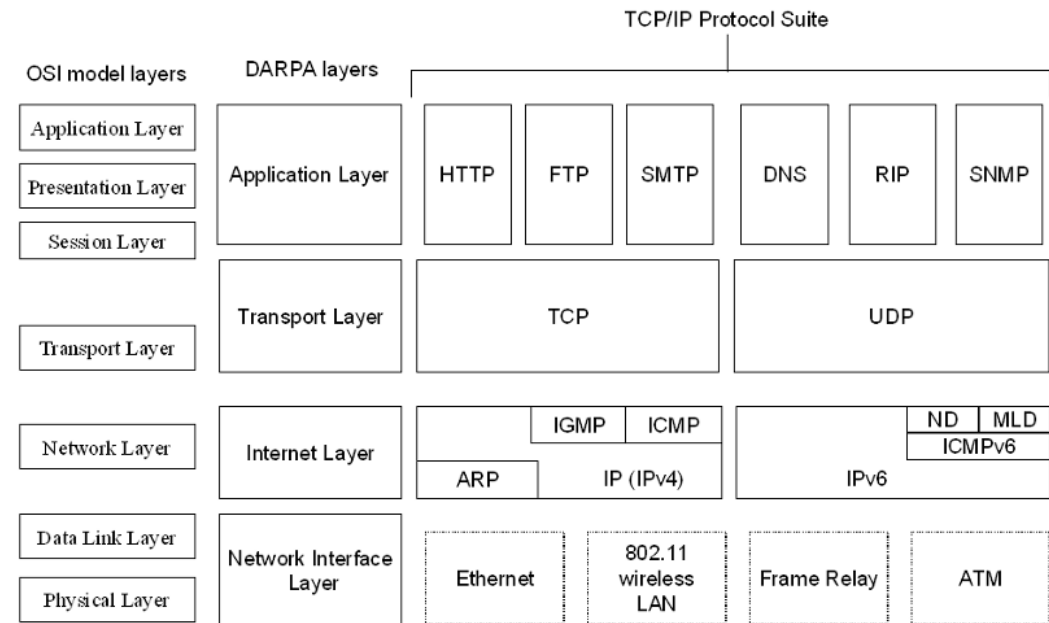 TCP/IP Protocol Suite
OSI model layers
DARPA layers
Application Layer
Presentation Layer
Session Layer
Application Layer
HTTP
FTP
SMTP
DNS
RIP
SNMP
Transport Layer
Transport Layer
TCP
UDP
Network Layer
Internet Layer
IGMP
ICMP
ARP
IP (IPv4)
ND
MLD
ICMPv6
IPv6
Data Link Layer
Physical Layer
Network Interface
Layer
Ethernet
802.11
wireless
LAN
Frame Relay
ATM